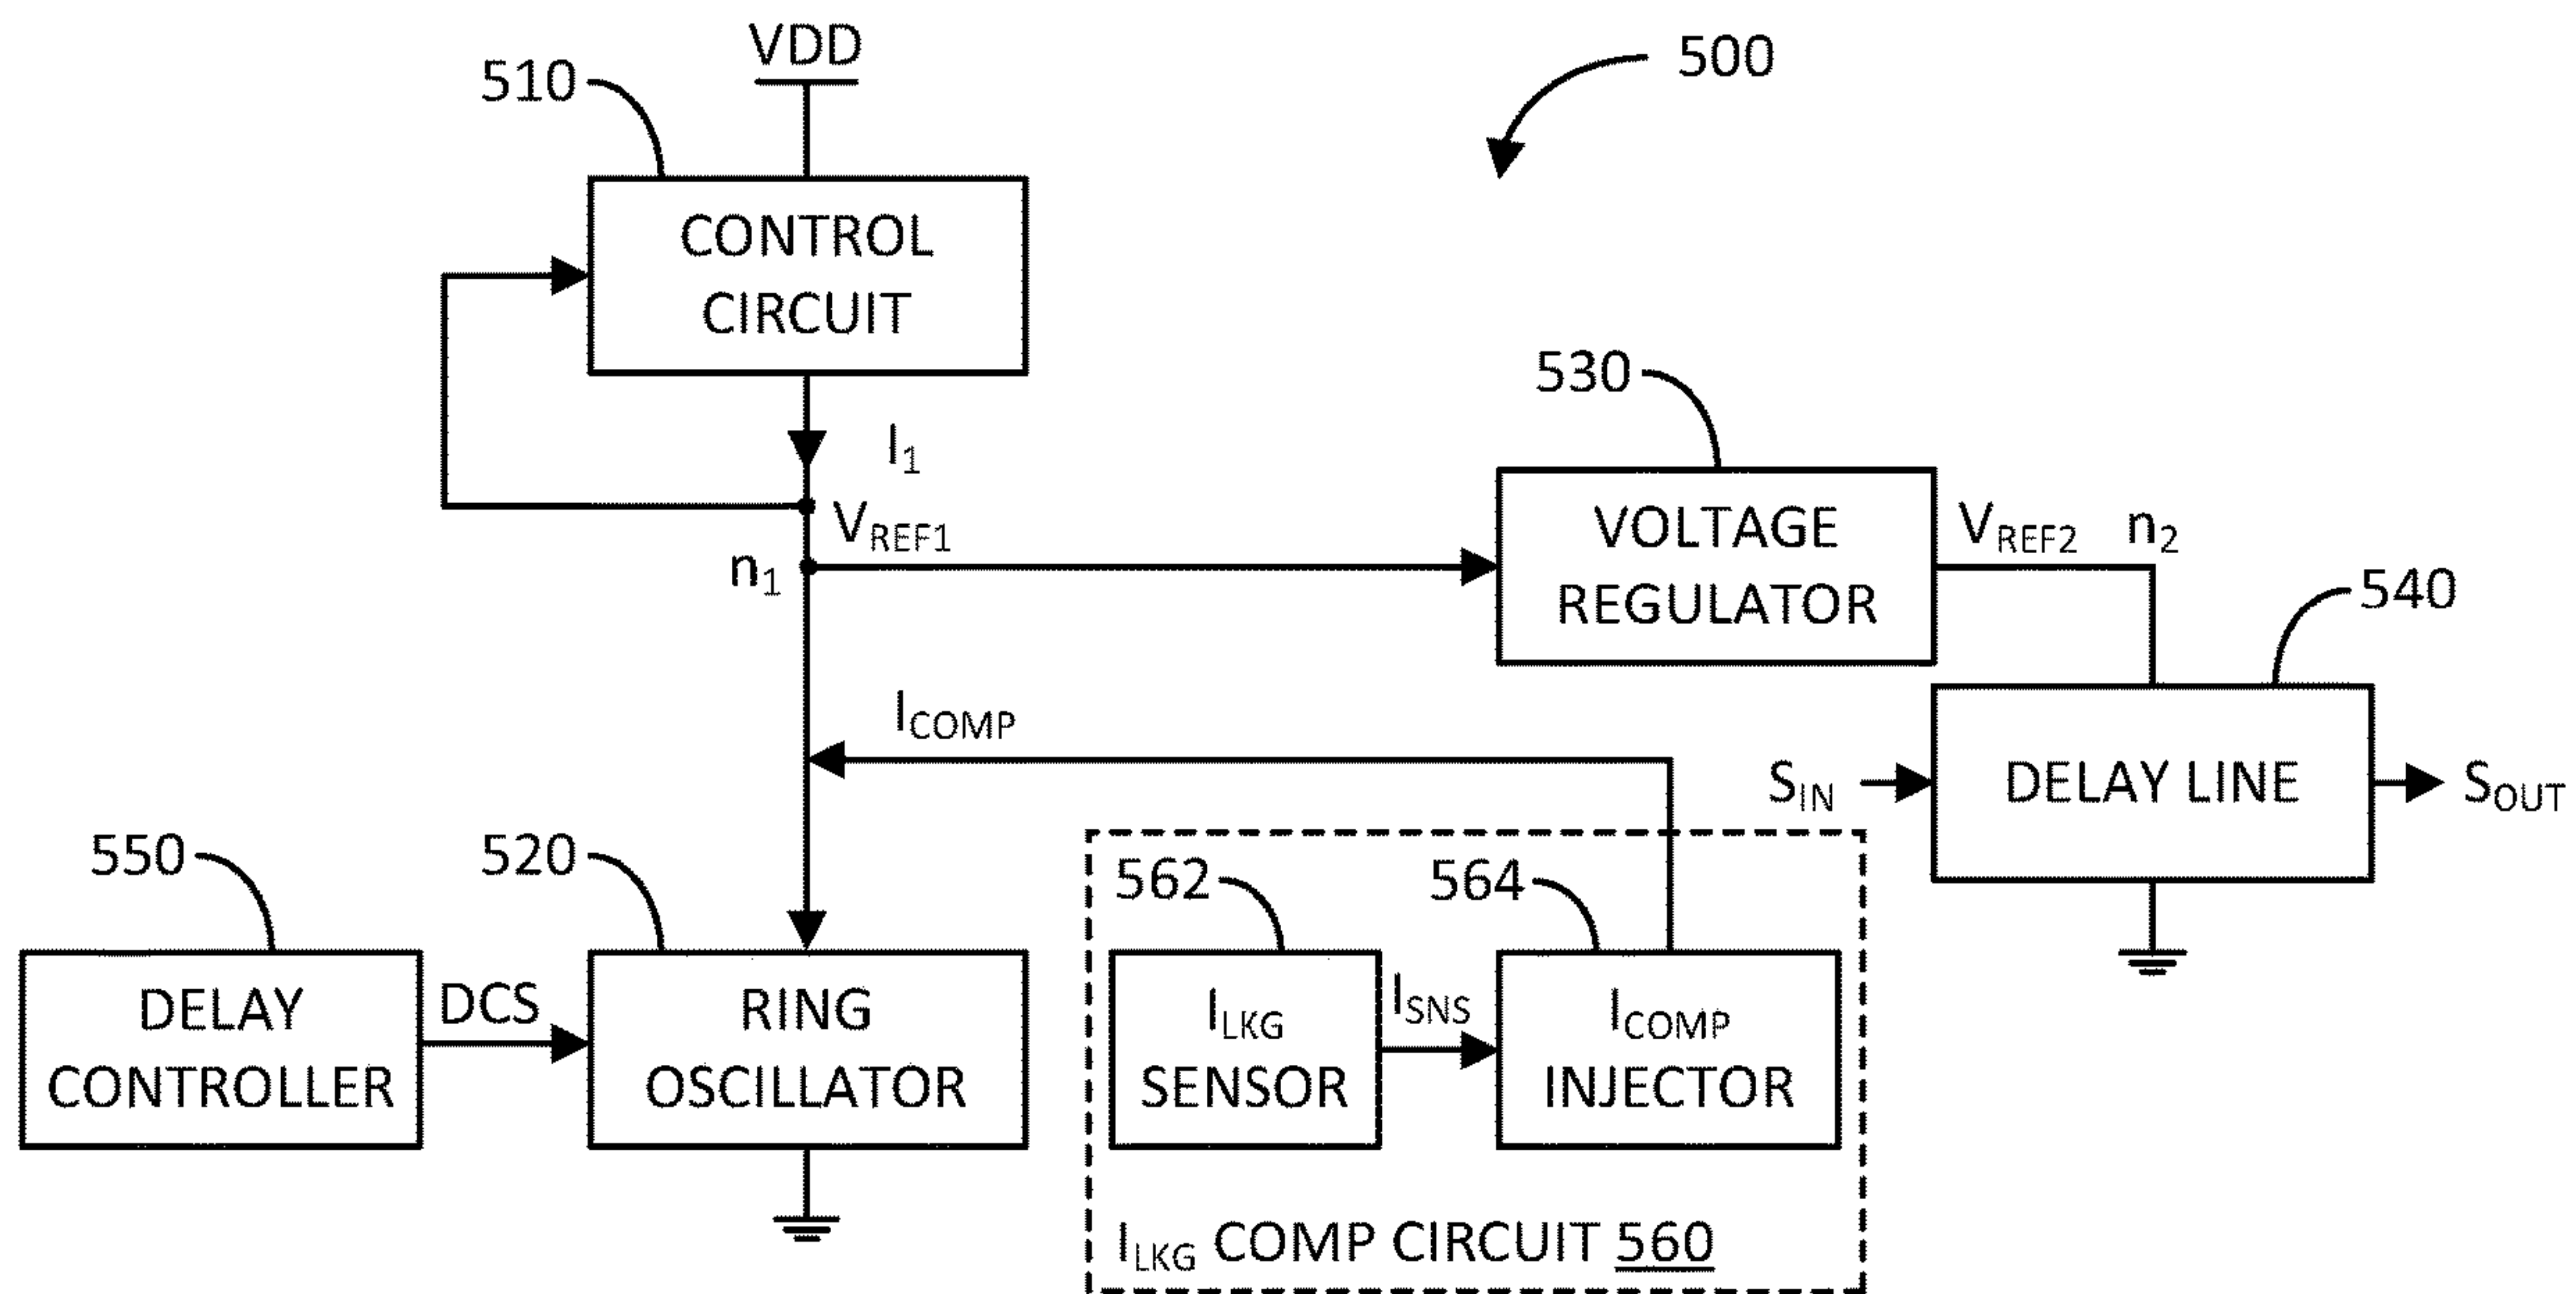 VDD
500
510
CONTROL
CIRCUIT
I1
530
VREF1
n1
VOLTAGE
REGULATOR
VREF2
n2
540
ICOMP
SIN
DELAY LINE
SOUT
550
520
562
564
DELAY
CONTROLLER
DCS
RING
OSCILLATOR
ILKG
SENSOR
ISNS
ICOMP
INJECTOR
ILKG COMP CIRCUIT 560